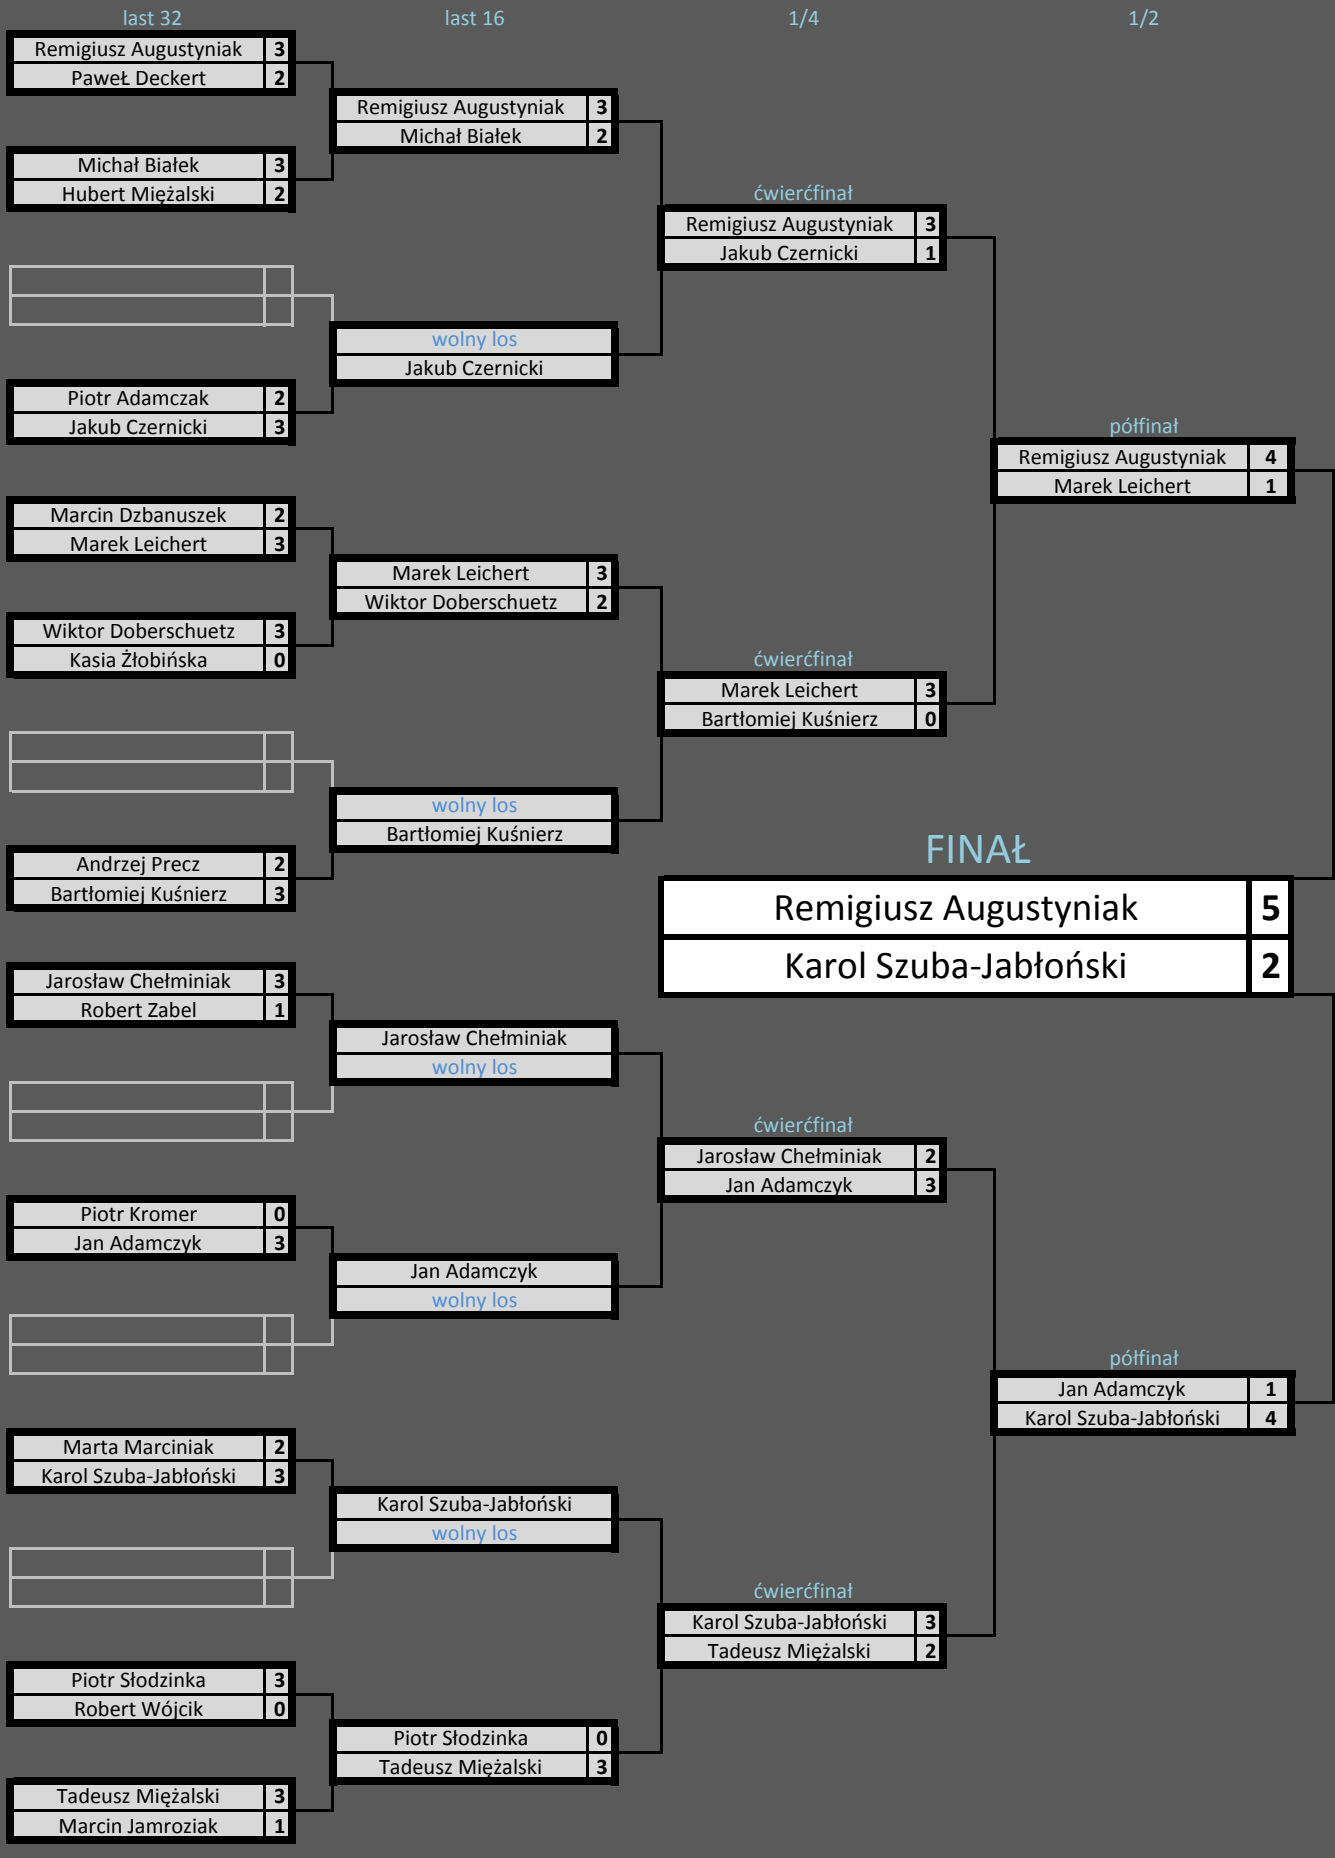 last 32
last 16
1/4
1/2
Remigiusz Augustyniak 3
PaweŁ Deckert 2
Michał Białek 3
Hubert Miężalski 2
Piotr Adamczak 2
Jakub Czernicki 3
Marcin Dzbanuszek 2
Marek Leichert 3
Wiktor Doberschuetz 3
Kasia Żłobińska 0
Andrzej Precz 2
Bartłomiej Kuśnierz 3
Jarosław Chełminiak 3
Robert Zabel 1
Piotr Kromer 0
Jan Adamczyk 3
Marta Marciniak 2
Karol Szuba-Jabłoński 3
Piotr Słodzinka 3
Robert Wójcik 0
Tadeusz Miężalski 3
Marcin Jamroziak 1
Remigiusz Augustyniak 3
Michał Białek 2
wolny los
Jakub Czernicki
Marek Leichert 3
Wiktor Doberschuetz 2
wolny los
Bartłomiej Kuśnierz
Jarosław Chełminiak
wolny los
Jan Adamczyk
wolny los
Karol Szuba-Jabłoński
wolny los
Piotr Słodzinka 0
Tadeusz Miężalski 3
ćwierćfinał
Remigiusz Augustyniak 3
Jakub Czernicki 1
ćwierćfinał
Marek Leichert 3
Bartłomiej Kuśnierz 0
ćwierćfinał
Jarosław Chełminiak 2
Jan Adamczyk 3
ćwierćfinał
Karol Szuba-Jabłoński 3
Tadeusz Miężalski 2
półfinał
Remigiusz Augustyniak 4
Marek Leichert 1
półfinał
Jan Adamczyk 1
Karol Szuba-Jabłoński 4
FINAŁ
Remigiusz Augustyniak 5
Karol Szuba-Jabłoński 2